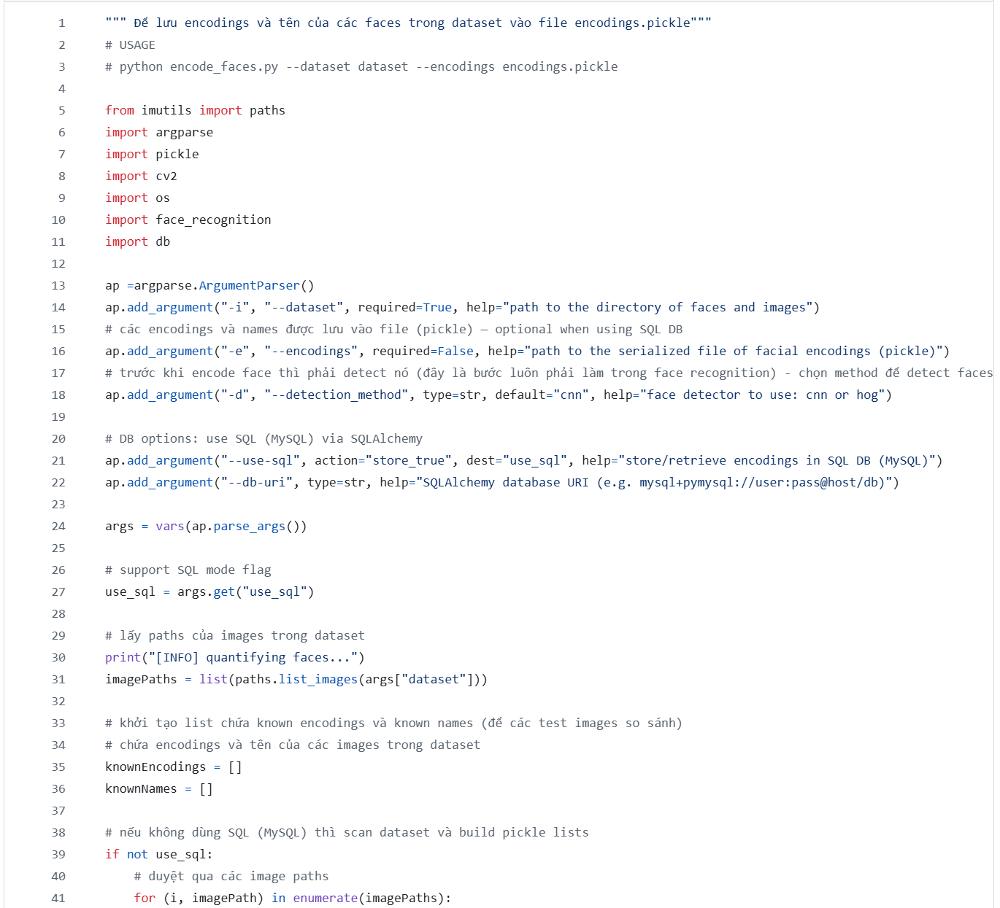 1 """ Để lưu encodings và tên của các faces trong dataset vào file encodings.pickle"""
2 # USAGE
3 # python encode_faces.py --dataset dataset --encodings encodings.pickle
4
5 from imutils import paths
6 import argparse
7 import pickle
8 import cv2
9 import os
10 import face_recognition
11 import db
12
13 ap =argparse.ArgumentParser()
14 ap.add_argument("-i", "--dataset", required=True, help="path to the directory of faces and images")
15 # các encodings và names được lưu vào file (pickle) — optional when using SQL DB
16 ap.add_argument("-e", "--encodings", required=False, help="path to the serialized file of facial encodings (pickle)")
17 # trước khi encode face thì phải detect nó (đây là bước luôn phải làm trong face recognition) - chọn method để detect faces
18 ap.add_argument("-d", "--detection_method", type=str, default="cnn", help="face detector to use: cnn or hog")
19
20 # DB options: use SQL (MySQL) via SQLAlchemy
21 ap.add_argument("--use-sql", action="store_true", dest="use_sql", help="store/retrieve encodings in SQL DB (MySQL)")
22 ap.add_argument("--db-uri", type=str, help="SQLAlchemy database URI (e.g. mysql+pymysql://user:pass@host/db)")
23
24 args = vars(ap.parse_args())
25
26 # support SQL mode flag
27 use_sql = args.get("use_sql")
28
29 # lấy paths của images trong dataset
30 print("[INFO] quantifying faces...")
31 imagePaths = list(paths.list_images(args["dataset"]))
32
33 # khởi tạo list chứa known encodings và known names (để các test images so sánh)
34 # chứa encodings và tên của các images trong dataset
35 knownEncodings = []
36 knownNames = []
37
38 # nếu không dùng SQL (MySQL) thì scan dataset và build pickle lists
39 if not use_sql:
40 # duyệt qua các image paths
41 for (i, imagePath) in enumerate(imagePaths):